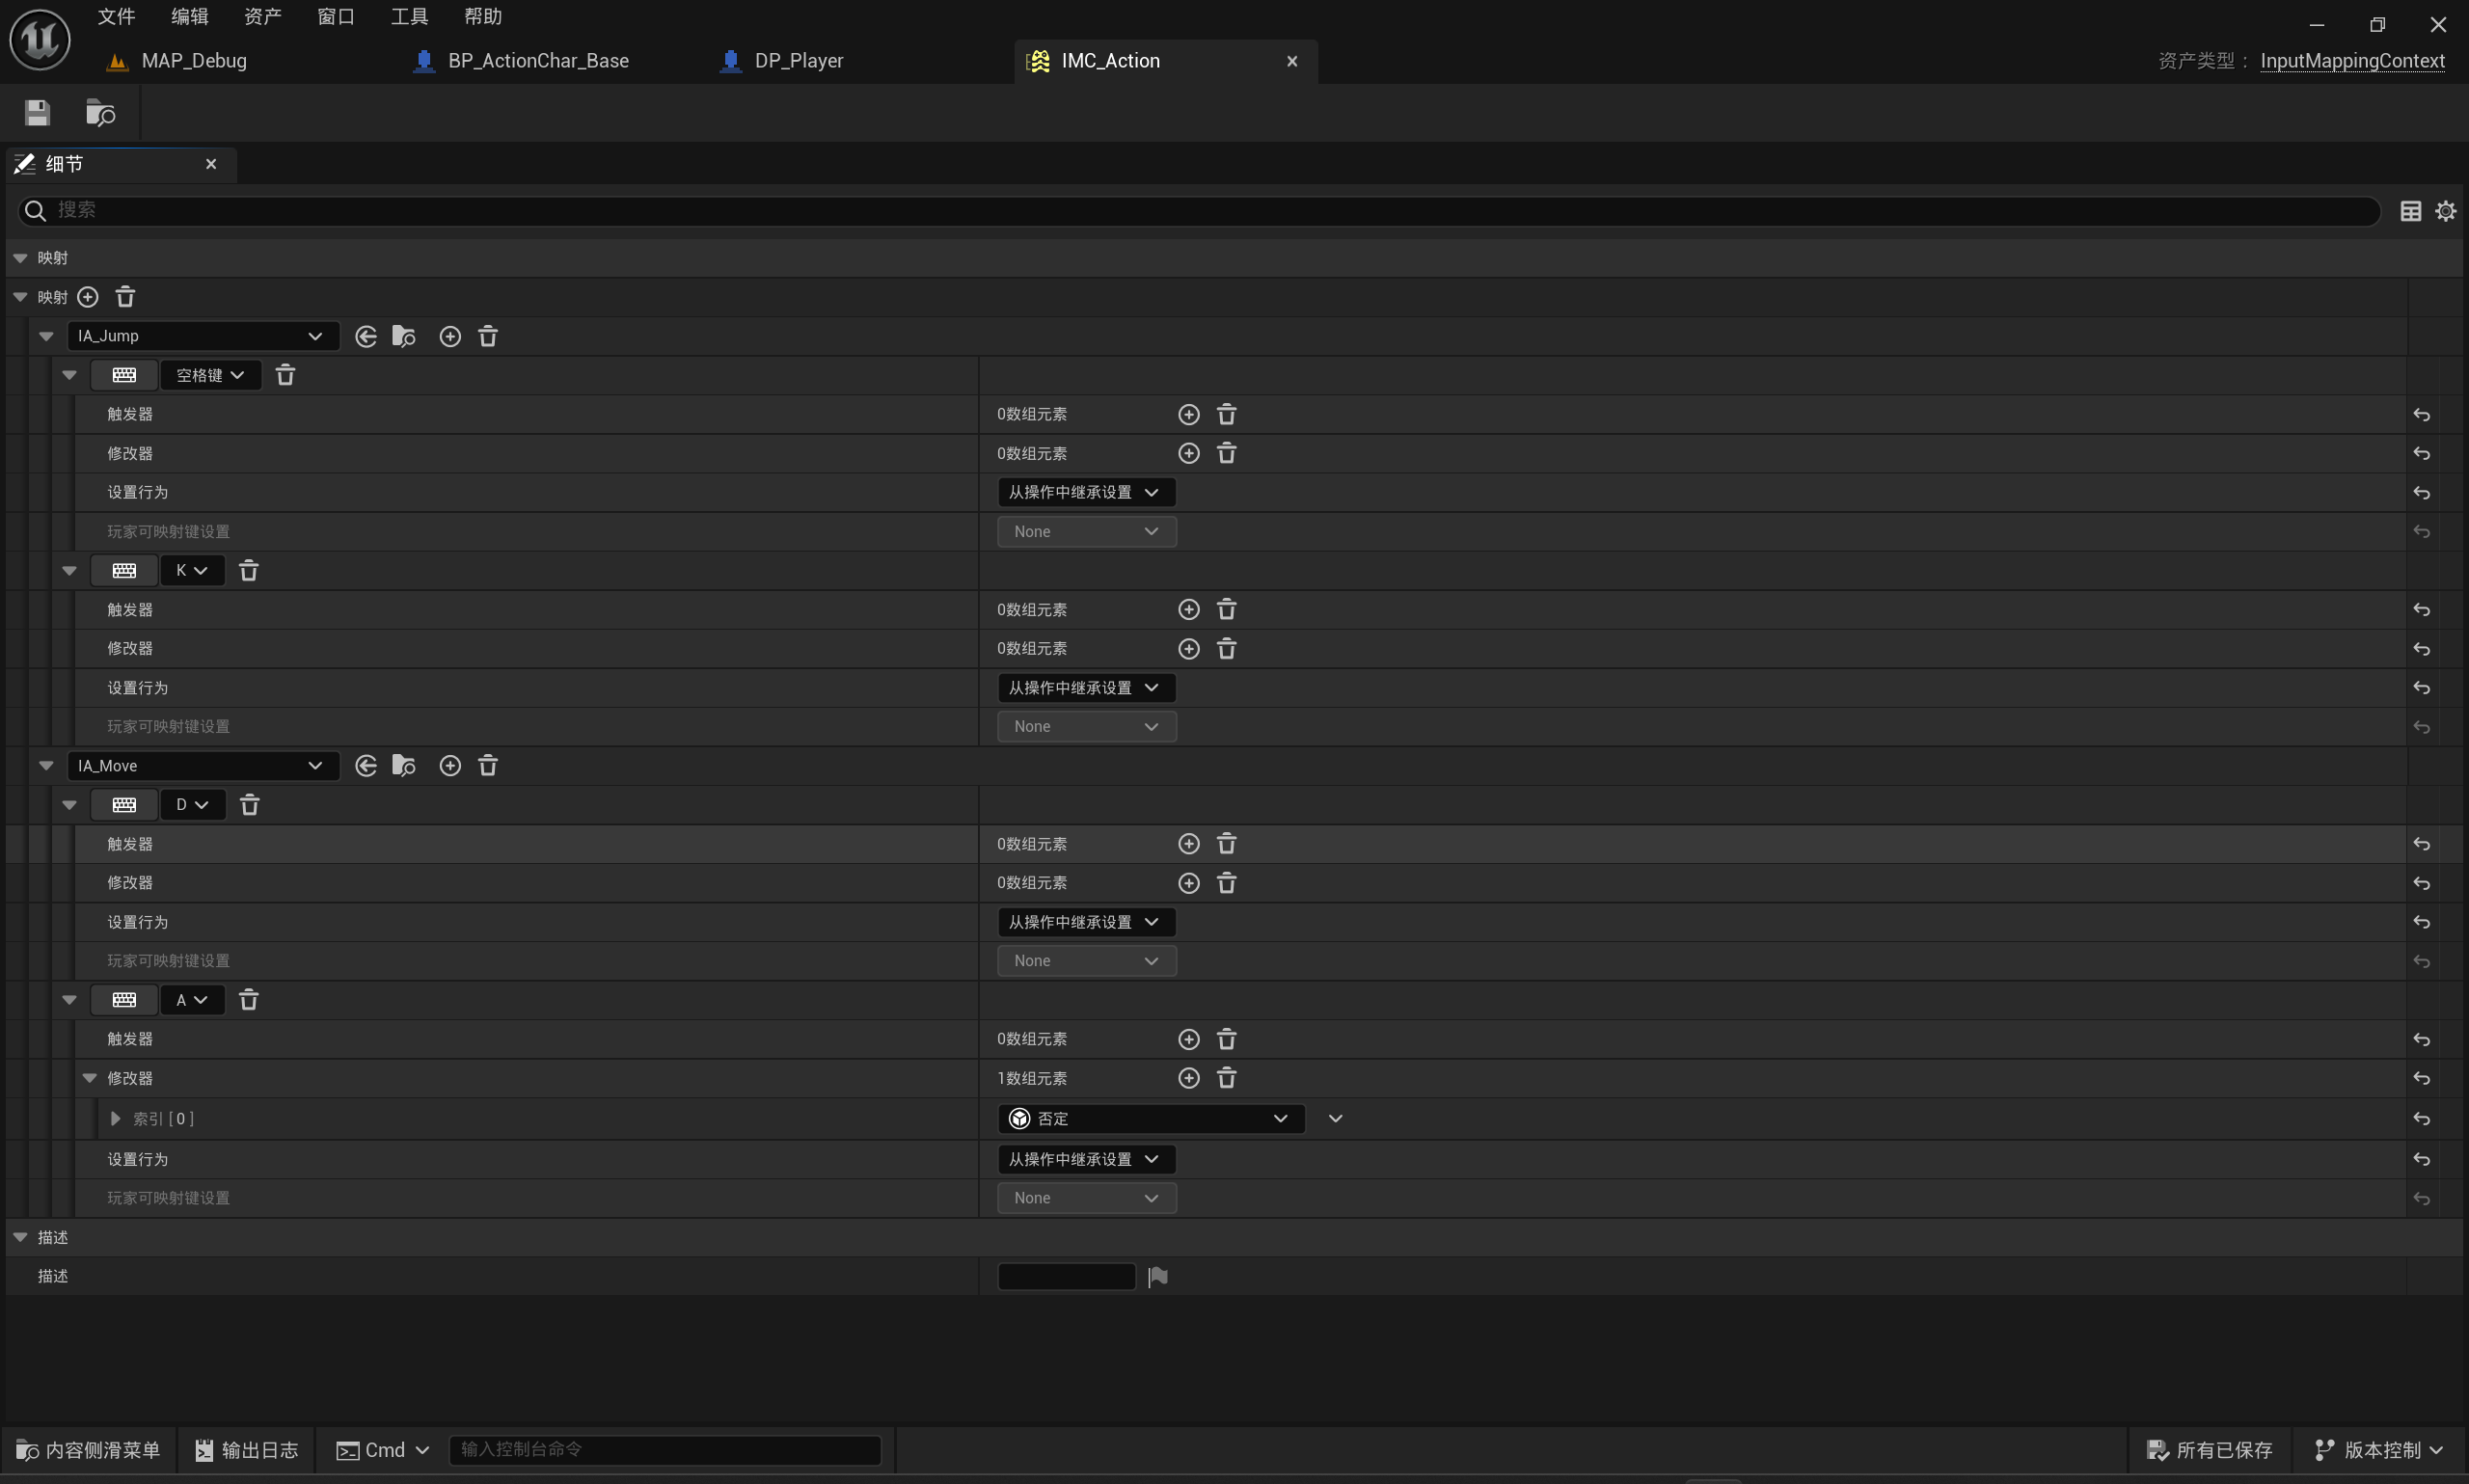 文件 编辑 资产 窗口 工具 帮助
MAP_Debug BP_ActionChar_Base DP_Player IMC_Action 资产类型： InputMappingContext
细节
搜索
映射
映射
IA_Jump
空格键
触发器 0数组元素
修改器 0数组元素
设置行为 从操作中继承设置
玩家可映射键设置 None
K
触发器 0数组元素
修改器 0数组元素
设置行为 从操作中继承设置
玩家可映射键设置 None
IA_Move
D
触发器 0数组元素
修改器 0数组元素
设置行为 从操作中继承设置
玩家可映射键设置 None
A
触发器 0数组元素
修改器 1数组元素
索引 [ 0 ] 否定
设置行为 从操作中继承设置
玩家可映射键设置 None
描述
描述
内容侧滑菜单 输出日志 Cmd 输入控制台命令 所有已保存 版本控制